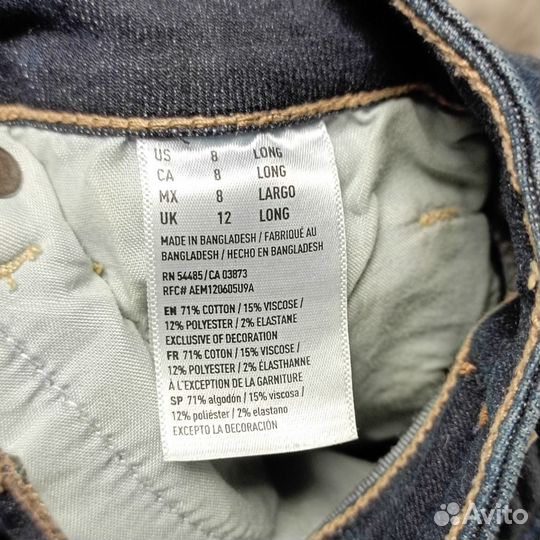 US 8 LONG
CA 8 LONG
MX 8 LARGO
UK 12 LONG
MADE IN BANGLADESH / FABRIQUÉ AU
BANGLADESH / HECHO EN BANGLADESH
RN 54485/CA 03873
RFC# AEM120605U9A
EN 71% COTTON / 15% VISCOSE /
12% POLYESTER / 2% ELASTANE
EXCLUSIVE OF DECORATION
FR 71% COTON / 15% VISCOSE /
12% POLYESTER / 2% ÉLASTHANNE
À L'EXCEPTION DE LA GARNITURE
SP 71% algodón / 15% viscosa /
12% poliéster / 2% elastano
EXCEPTO LA DECORACIÓN
Avito